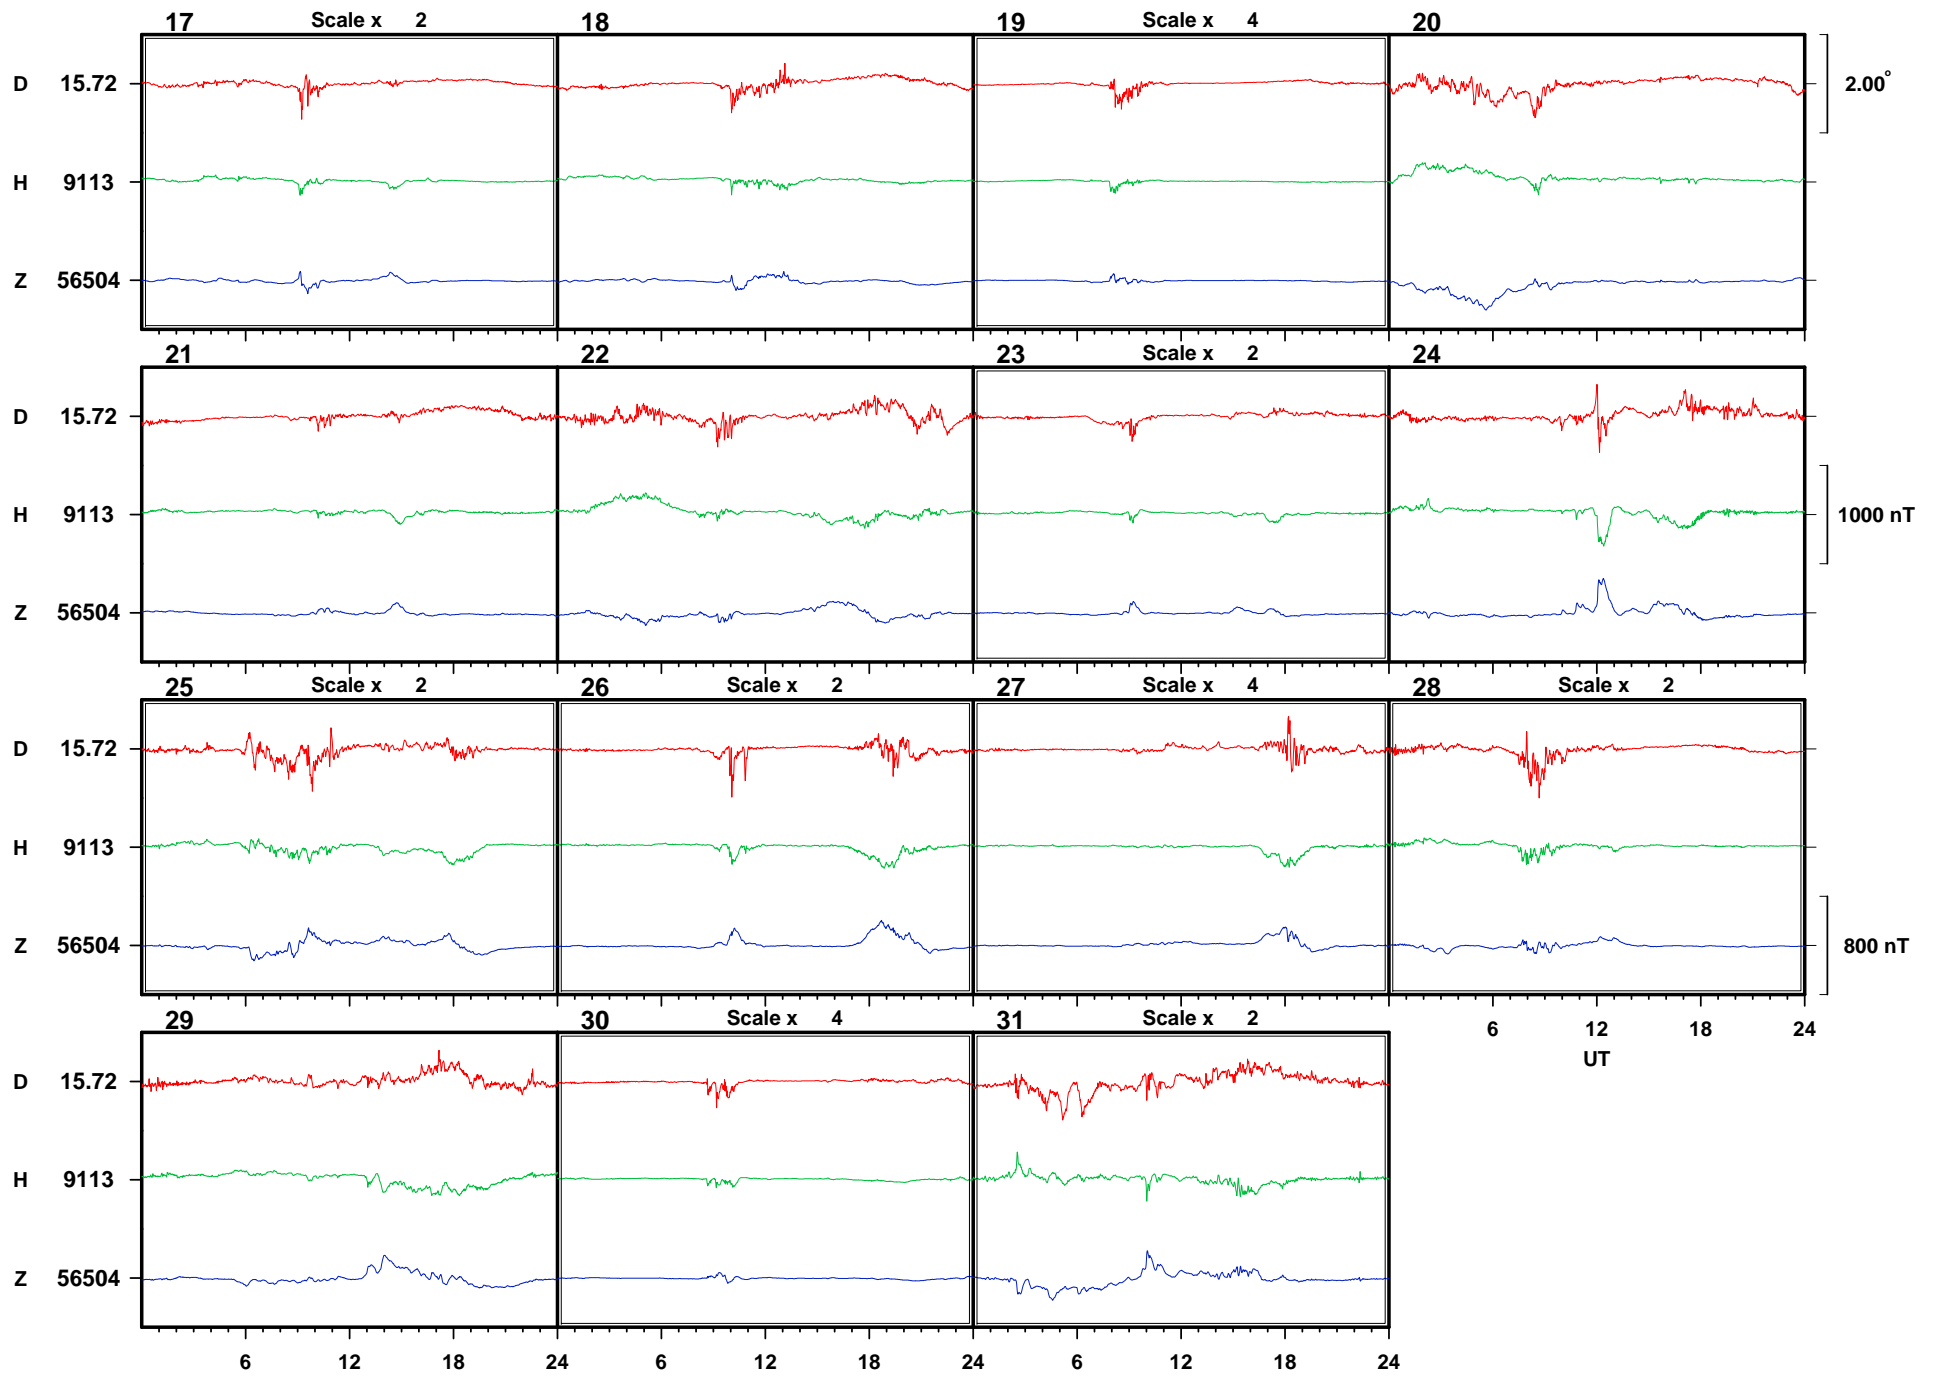 17 Scale x 2 18 19 Scale x 4 20
D 15.72 2.00°
H 9113
Z 56504
21 22 23 Scale x 2 24
D 15.72
H 9113 1000 nT
Z 56504
25 Scale x 2 26 Scale x 2 27 Scale x 4 28 Scale x 2
D 15.72
H 9113
Z 56504 800 nT
29 30 Scale x 4 31 Scale x 2 6 12 18 24
UT
D 15.72
H 9113
Z 56504
6 12 18 24 6 12 18 24 6 12 18 24